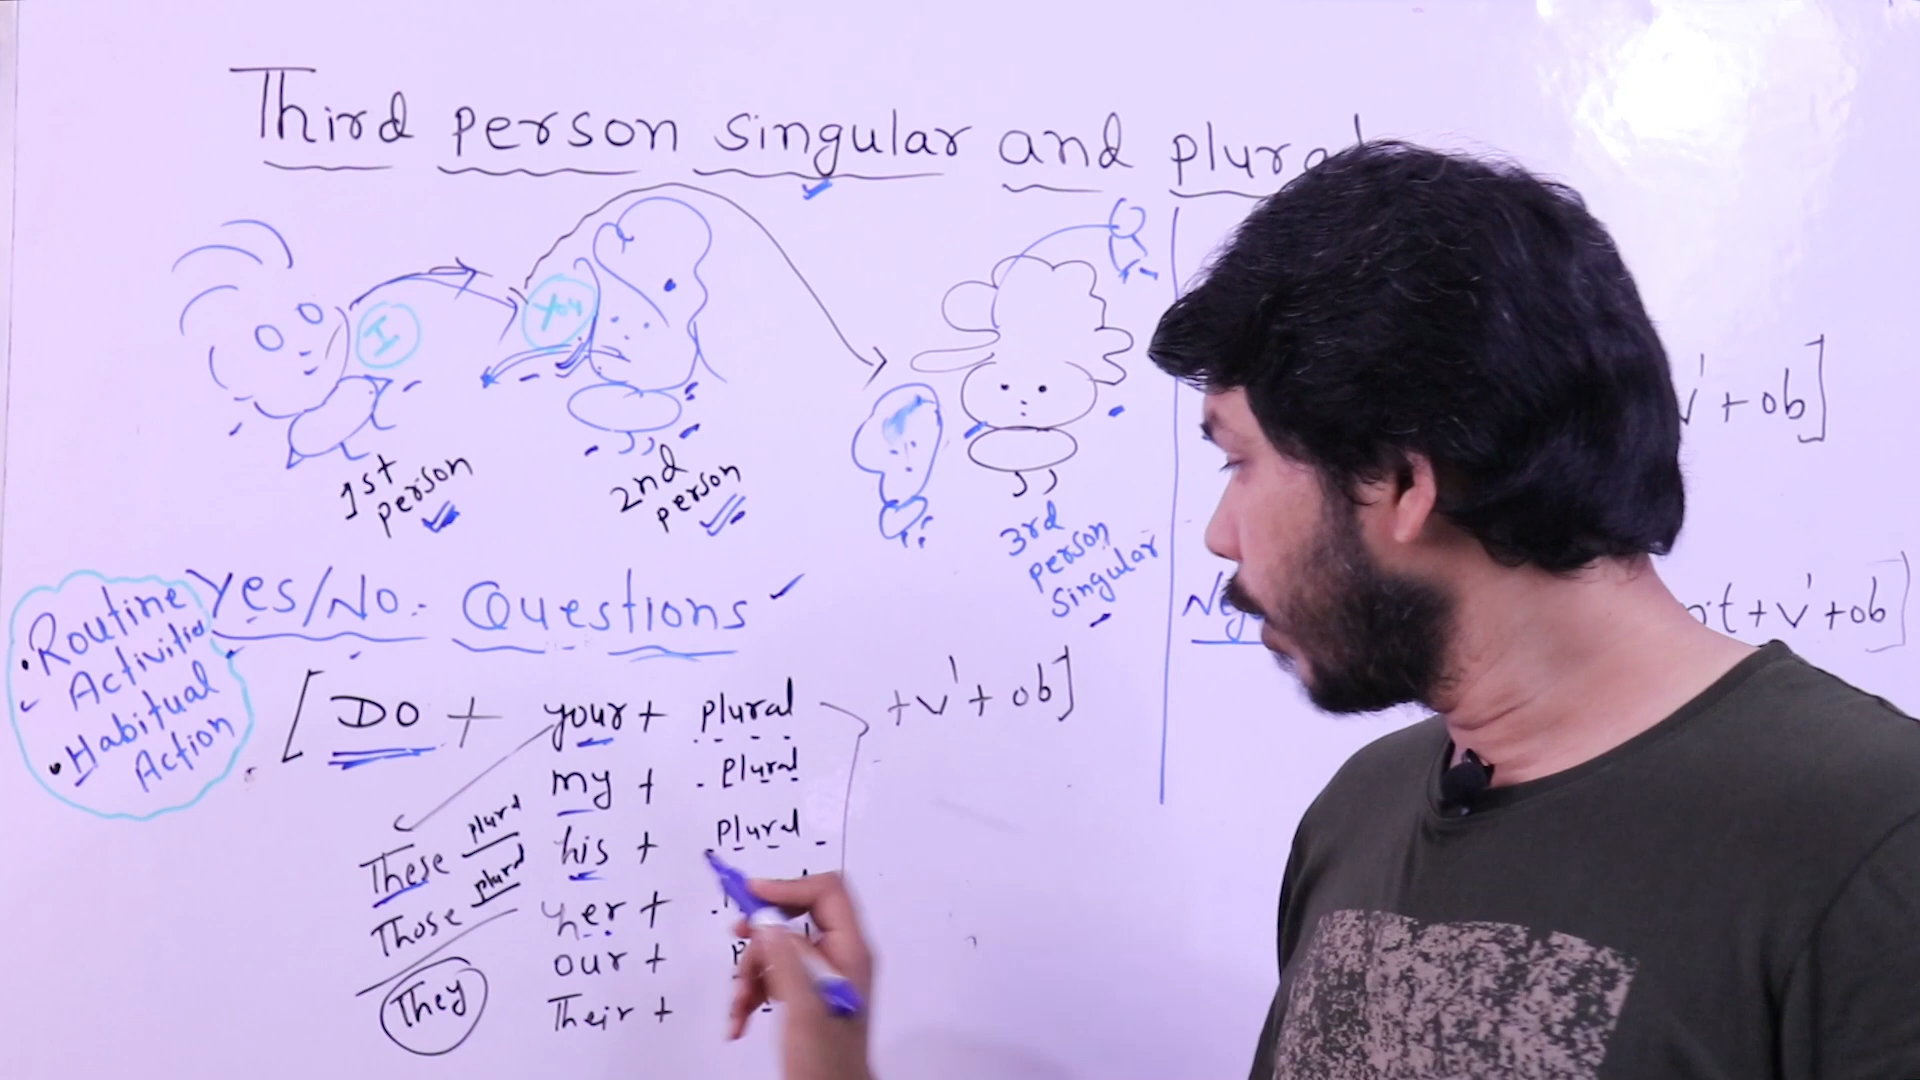 Third person singular and plural
I
You
1st person
2nd person
3rd person singular
Yes/No. Questions
• Routine Activities
• Habitual Action
[DO + your + plural + v¹ + ob]
my + plural
his + plural
her +
our +
Their +
These plural
Those plural
They
v¹ + ob]
+ v¹ + ob]